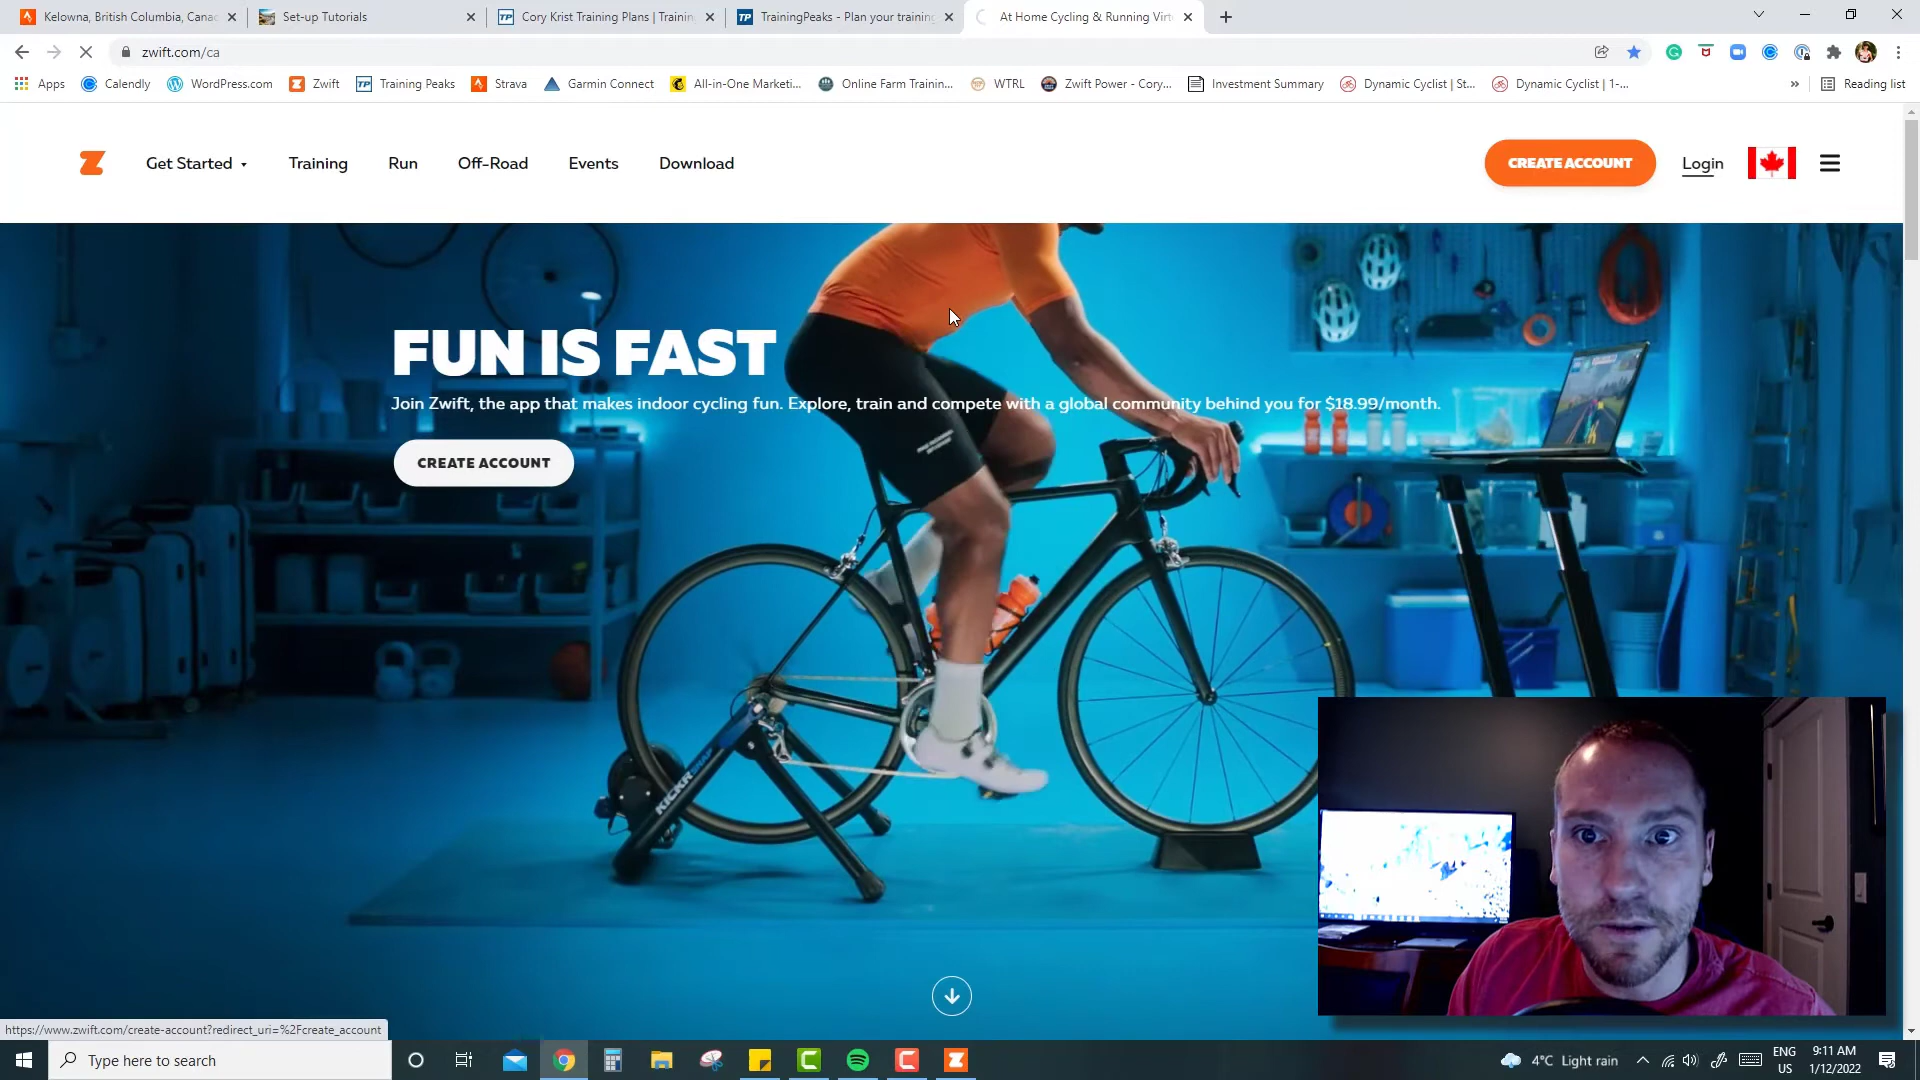 Kelowna, British Columbia, Canac
Set-up Tutorials
Cory Krist Training Plans | Trainin
TrainingPeaks - Plan your training
At Home Cycling & Running Virt
zwift.com/ca
Apps
Calendly
WordPress.com
Zwift
Training Peaks
Strava
Garmin Connect
All-in-One Marketi...
Online Farm Trainin...
WTRL
Zwift Power - Cory...
Investment Summary
Dynamic Cyclist | St...
Dynamic Cyclist | 1-...
»
Reading list
Get Started
Training
Run
Off-Road
Events
Download
CREATE ACCOUNT
Login
FUN IS FAST
Join Zwift, the app that makes indoor cycling fun. Explore, train and compete with a global community behind you for $18.99/month.
CREATE ACCOUNT
KICKR SNAP
https://www.zwift.com/create-account?redirect_uri=%2Fcreate_account
Type here to search
4°C Light rain
ENG
US
9:11 AM
1/12/2022